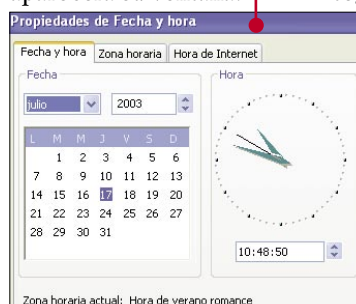 Propiedades de Fecha y hora
Fecha y hora Zona horaria Hora de Internet
Fecha
Hora
julio 2003
L M M J V S D
1 2 3 4 5 6
7 8 9 10 11 12 13
14 15 16 17 18 19 20
21 22 23 24 25 26 27
28 29 30 31
10:48:50
Zona horaria actual: Hora de verano romance